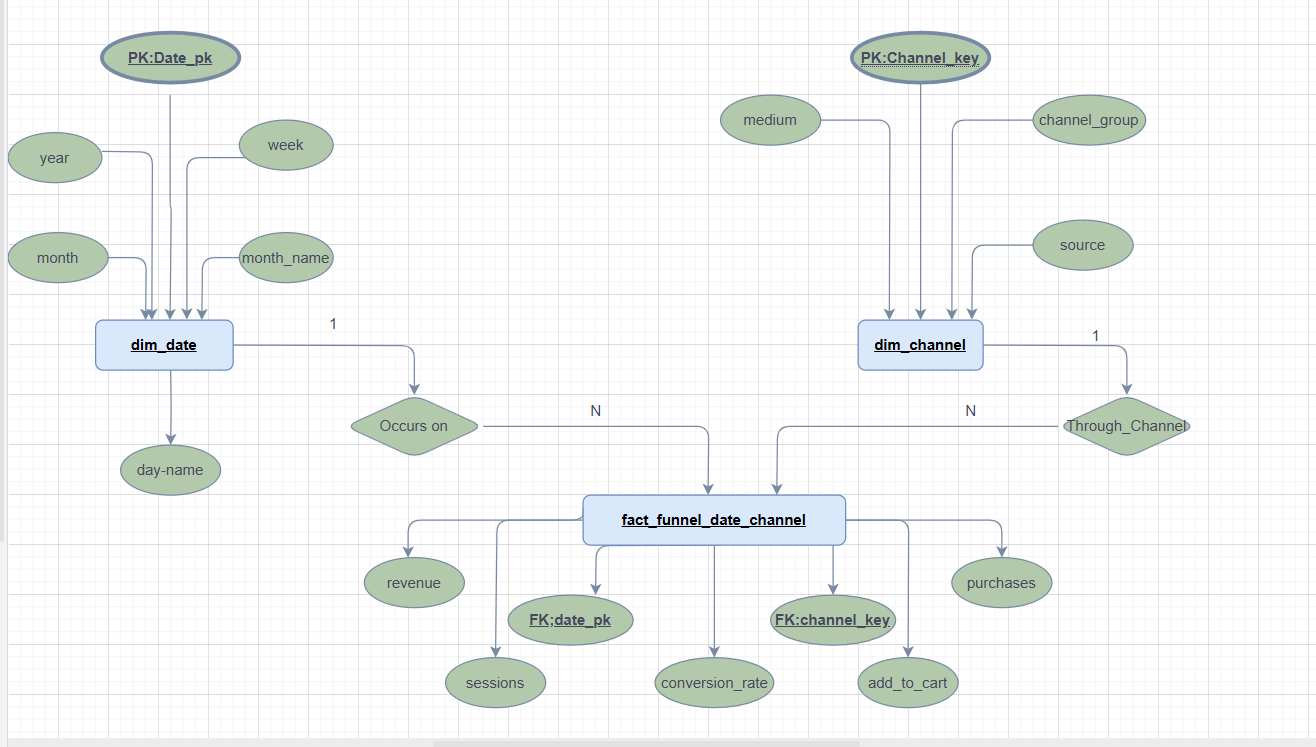 PK:Date_pk
PK:Channel_key
medium
channel_group
week
year
source
month
month_name
1
1
dim_date
dim_channel
N
N
Occurs on
Through_Channel
day-name
fact_funnel_date_channel
revenue
purchases
FK;date_pk
FK:channel_key
sessions
conversion_rate
add_to_cart